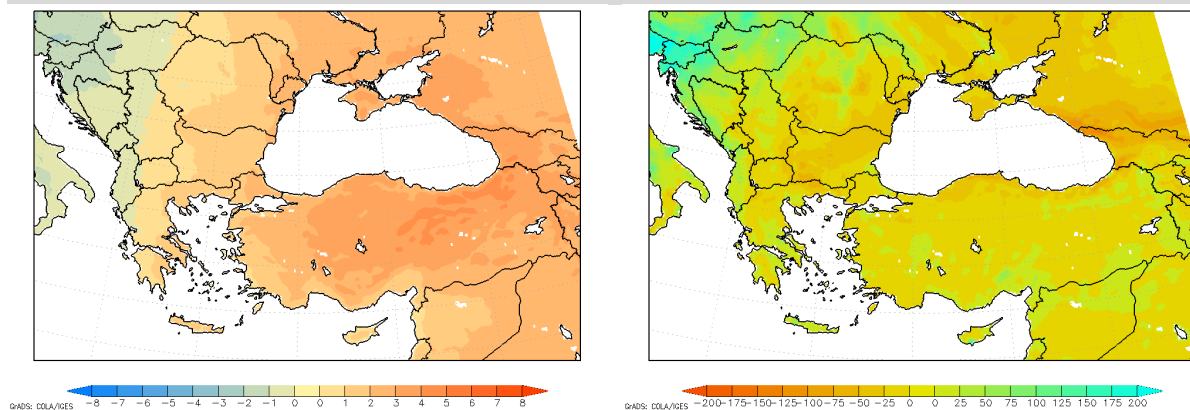 -8 -7 -6 -5 -4 -3 -2 -1 0 0 1 2 3 4 5 6 7 8
GrADS: COLA/IGES
-200-175-150-125-100-75 -50 -25 0 0 25 50 75 100 125 150 175 200
GrADS: COLA/IGES